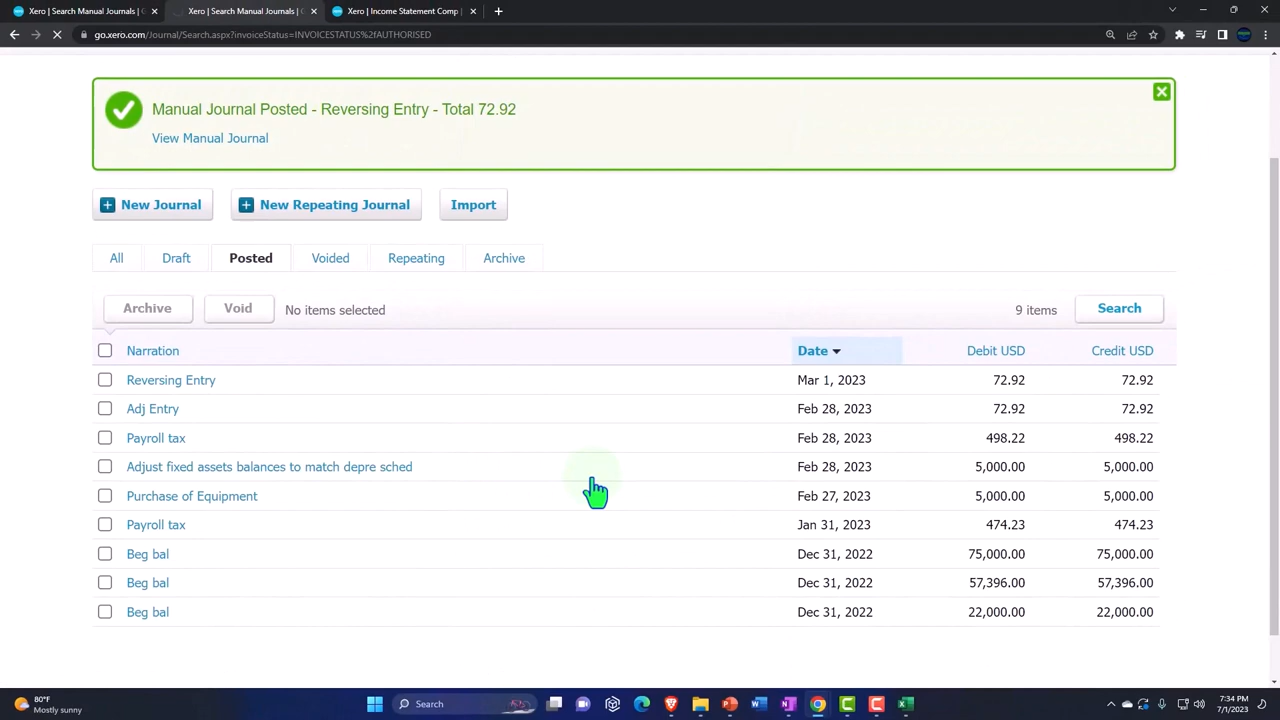 Xero | Search Manual Journals | C
Xero | Search Manual Journals | C
Xero | Income Statement Comp |
go.xero.com/Journal/Search.aspx?invoiceStatus=INVOICESTATUS%2fAUTHORISED
Manual Journal Posted - Reversing Entry - Total 72.92
View Manual Journal
New Journal
New Repeating Journal
Import
All
Draft
Posted
Voided
Repeating
Archive
Archive
Void
No items selected
9 items
Search
Narration Date Debit USD Credit USD
Reversing Entry Mar 1, 2023 72.92 72.92
Adj Entry Feb 28, 2023 72.92 72.92
Payroll tax Feb 28, 2023 498.22 498.22
Adjust fixed assets balances to match depre sched Feb 28, 2023 5,000.00 5,000.00
Purchase of Equipment Feb 27, 2023 5,000.00 5,000.00
Payroll tax Jan 31, 2023 474.23 474.23
Beg bal Dec 31, 2022 75,000.00 75,000.00
Beg bal Dec 31, 2022 57,396.00 57,396.00
Beg bal Dec 31, 2022 22,000.00 22,000.00
80°F
Mostly sunny
Search
7:34 PM
7/1/2023